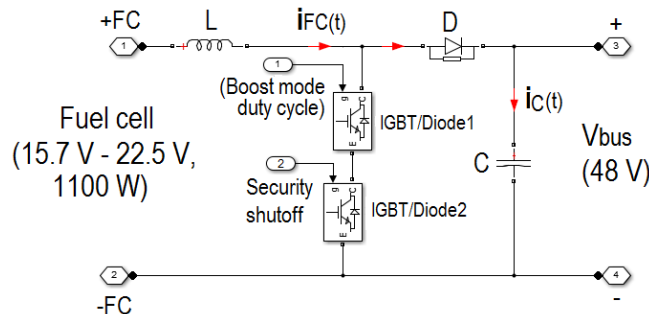 +FC
L
iFC(t)
D
+
1
3
1
(Boost mode
duty cycle)
g
C
E
IGBT/Diode1
iC(t)
Fuel cell
(15.7 V - 22.5 V,
1100 W)
Vbus
(48 V)
C
2
Security
shutoff
g
C
E
IGBT/Diode2
2
4
-FC
-